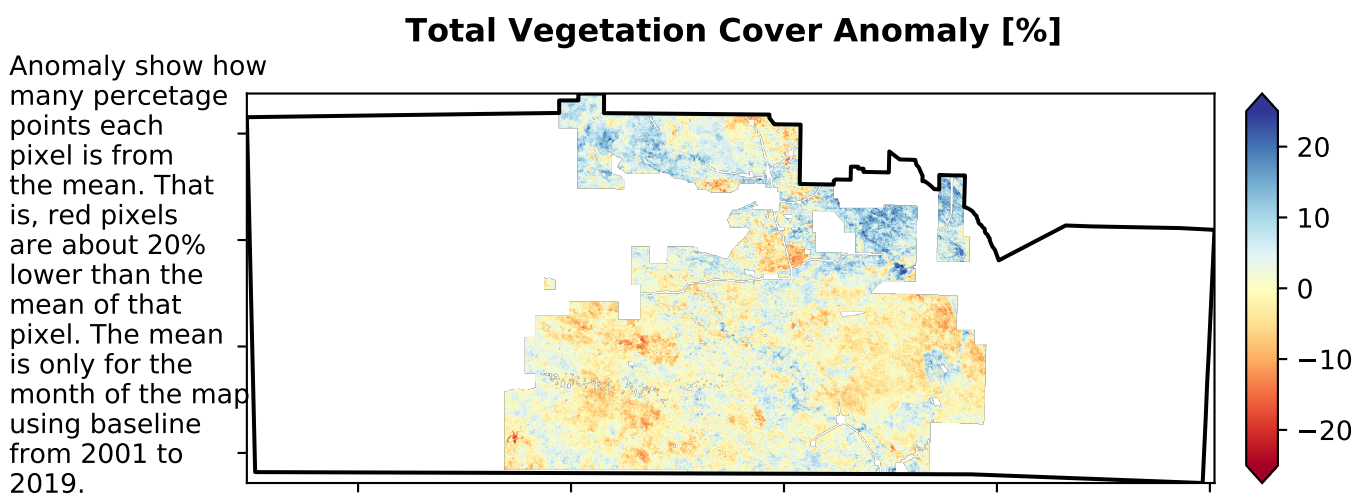 Total Vegetation Cover Anomaly [%]
Anomaly show how
many percetage
points each
pixel is from
the mean. That
is, red pixels
are about 20%
lower than the
mean of that
pixel. The mean
is only for the
month of the map
using baseline
from 2001 to
2019.
20
10
0
−10
−20